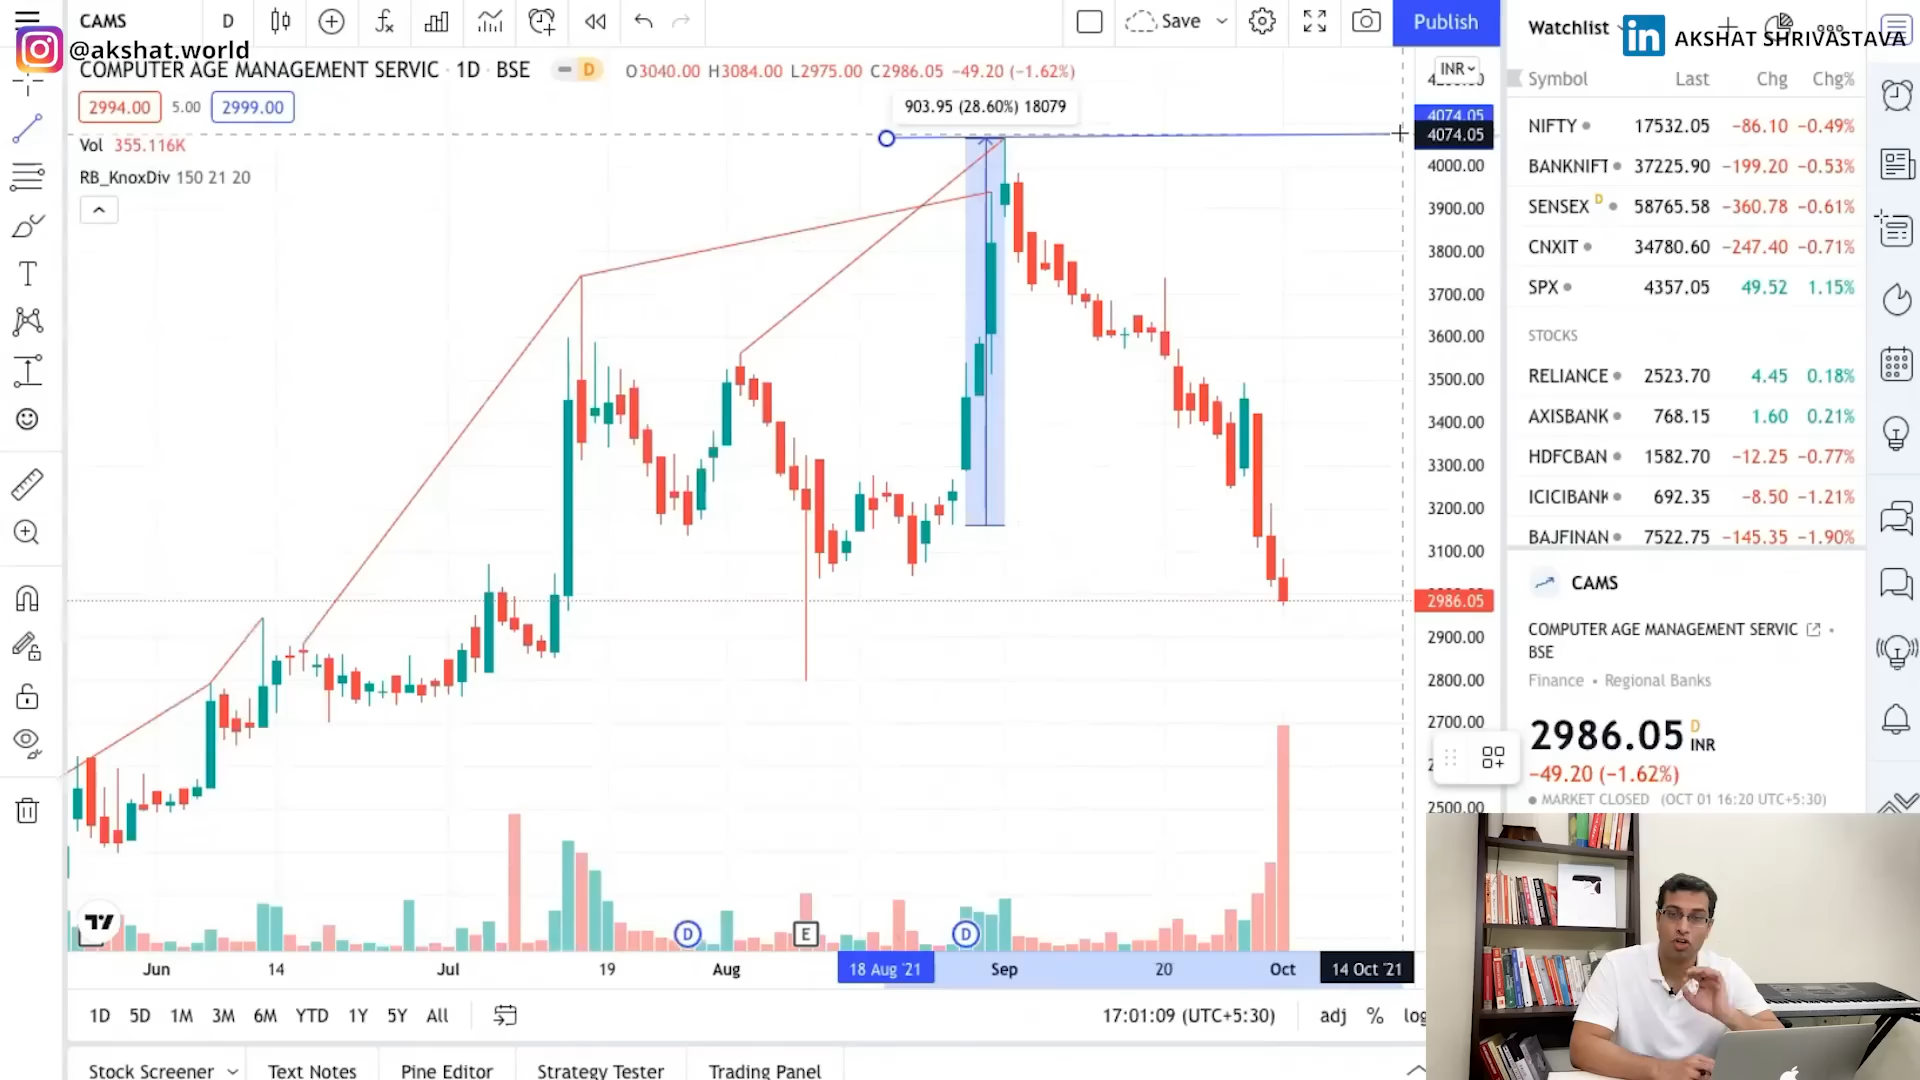 CAMS D Save Publish
@akshat.world
COMPUTER AGE MANAGEMENT SERVIC · 1D · BSE D O3040.00 H3084.00 L2975.00 C2986.05 −49.20 (−1.62%)
2994.00 5.00 2999.00
903.95 (28.60%) 18079
Vol 355.116K
RB_KnoxDiv 150 21 20
INR
4074.05
4074.05
4000.00
3900.00
3800.00
3700.00
3600.00
3500.00
3400.00
3300.00
3200.00
3100.00
2986.05
2900.00
2800.00
2700.00
2500.00
D E D
Jun 14 Jul 19 Aug 18 Aug '21 Sep 20 Oct 14 Oct '21
1D 5D 1M 3M 6M YTD 1Y 5Y All 17:01:09 (UTC+5:30) adj % log
Stock Screener Text Notes Pine Editor Strategy Tester Trading Panel
Watchlist
in AKSHAT SHRIVASTAVA
Symbol Last Chg Chg%
NIFTY 17532.05 −86.10 −0.49%
BANKNIFT 37225.90 −199.20 −0.53%
SENSEX D 58765.58 −360.78 −0.61%
CNXIT 34780.60 −247.40 −0.71%
SPX 4357.05 49.52 1.15%
STOCKS
RELIANCE 2523.70 4.45 0.18%
AXISBANK 768.15 1.60 0.21%
HDFCBAN 1582.70 −12.25 −0.77%
ICICIBANK 692.35 −8.50 −1.21%
BAJFINAN 7522.75 −145.35 −1.90%
CAMS
COMPUTER AGE MANAGEMENT SERVIC •
BSE
Finance • Regional Banks
2986.05 D INR
−49.20 (−1.62%)
MARKET CLOSED (OCT 01 16:20 UTC+5:30)